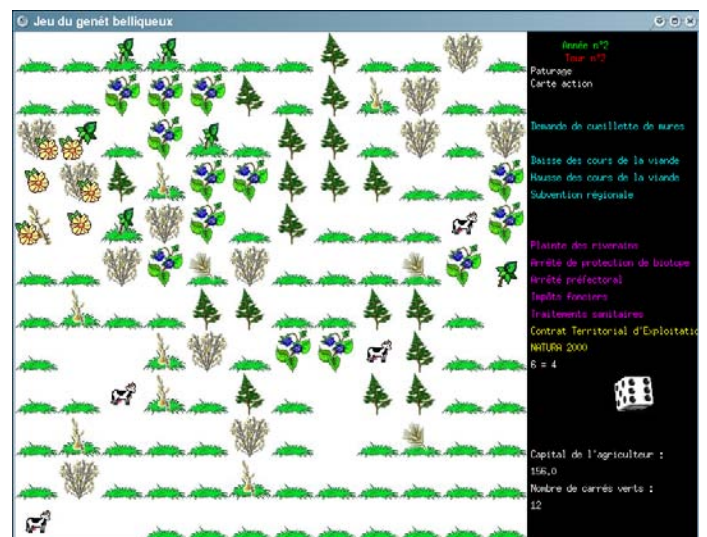 Jeu du genêt belliqueux
Année n°2
Tour n°2
Paturage
Carte action
Demande de cueillette de mures
Baisse des cours de la viande
Hausse des cours de la viande
Subvention régionale
Plainte des riverains
Arrêté de protection de biotope
Arrêté préfectoral
Impôts fonciers
Traitements sanitaires
Contrat Territorial d'Exploitatio
NATURA 2000
6 = 4
Capital de l'agriculteur :
156,0
Nombre de carrés verts :
12